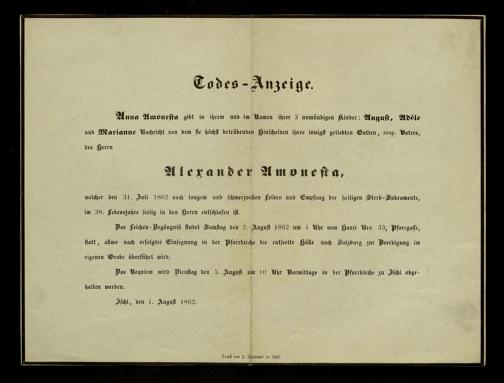 Todes-Anzeige.
Anna Amonesta gibt in ihrem und im Namen ihrer 3 unmündigen Kinder: August, Adéle
und Marianne Nachricht von dem sie höchst betrübenden Hinscheiden ihres innigst geliebten Gatten, resp. Vaters,
des Herrn
Alexander Amonesta,
welcher den 31. Juli 1862 nach langem und schmerzvollen Leiden und Empfang der heiligen Sterb-Sakramente,
im 38. Lebensjahre seelig in den Herrn entschlafen ist.
Das Leichen-Begängniß findet Samstag den 2. August 1862 um 4 Uhr vom Hause Nro. 33, Pfarrgasse,
statt, allwo nach erfolgter Einsegnung in der Pfarrkirche die entseelte Hülle nach Salzburg zur Beerdigung im
eigenen Grabe überführt wird.
Das Requiem wird Dienstag den 5. August um 10 Uhr Vormittags in der Pfarrkirche zu Ischl abge-
halten werden.
Ischl, den 1. August 1862.
Druck von J. in Ischl